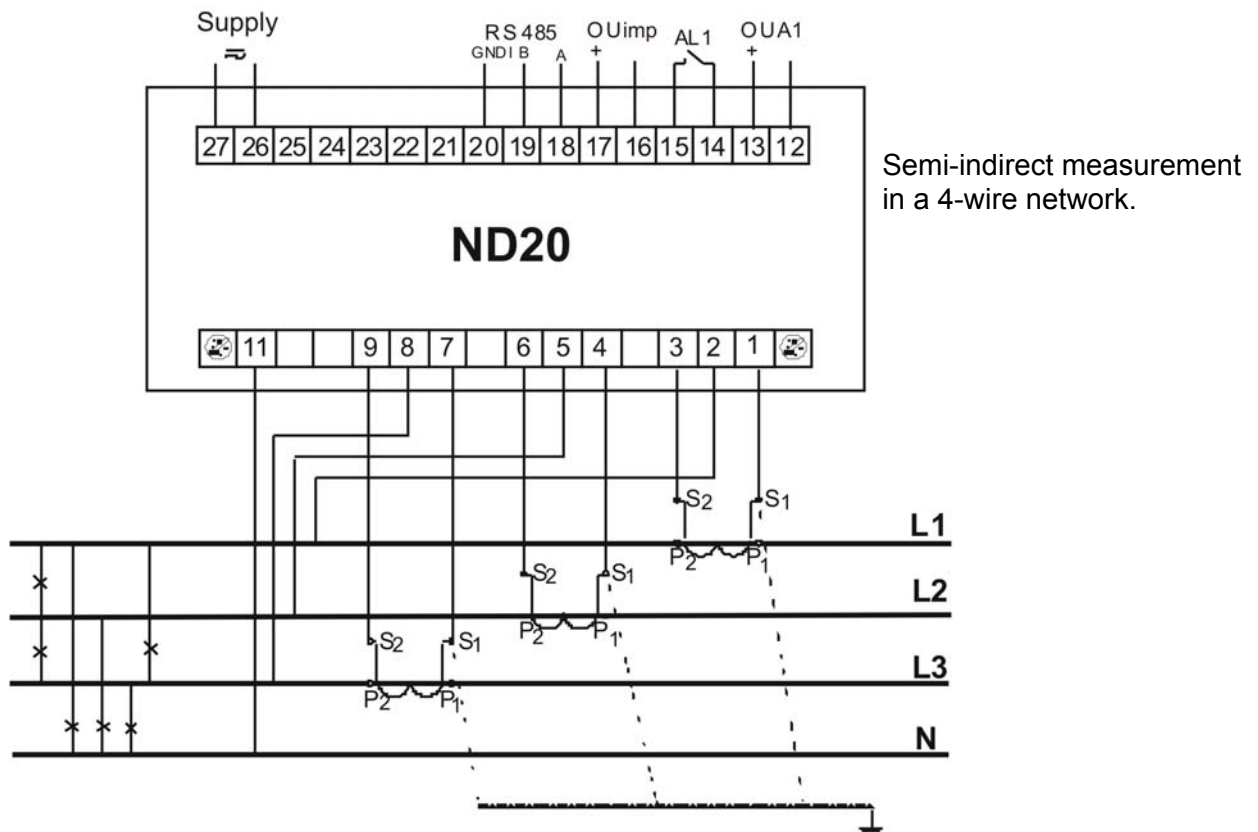 Supply
RS485 OUimp AL1 OUA1
GNDI B A + +
27 26 25 24 23 22 21 20 19 18 17 16 15 14 13 12
Semi-indirect measurement
in a 4-wire network.
ND20
11 9 8 7 6 5 4 3 2 1
S2 S1
L1
P2 P1
S2 S1
L2
P2 P1
S2 S1
L3
P2 P1
N